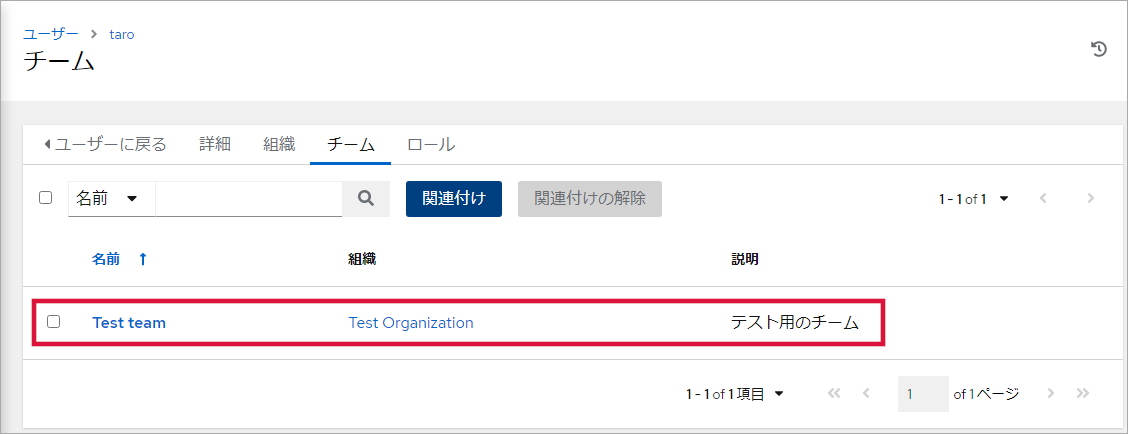 ユーザー > taro
チーム
ユーザーに戻る 詳細 組織 チーム ロール
名前 関連付け 関連付けの解除 1 - 1 of 1
名前 組織 説明
Test team Test Organization テスト用のチーム
1 - 1 of 1 項目 1 of 1 ページ